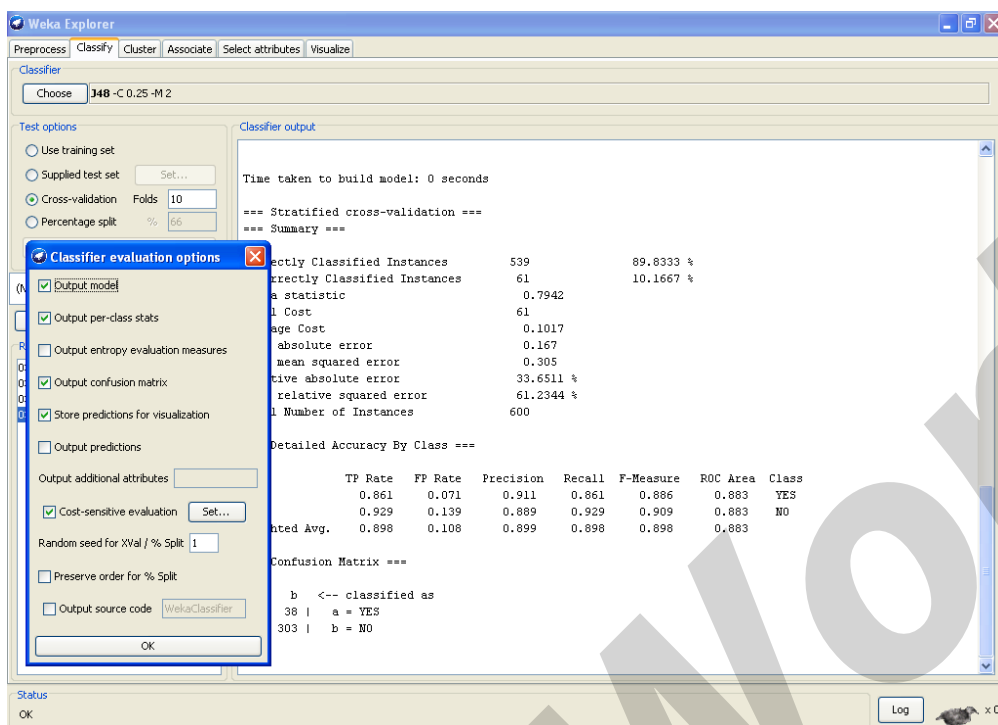 Weka Explorer
Preprocess Classify Cluster Associate Select attributes Visualize
Classifier
Choose J48 -C 0.25 -M 2
Test options
Use training set
Supplied test set Set...
Cross-validation Folds 10
Percentage split % 66
Classifier output
Time taken to build model: 0 seconds
=== Stratified cross-validation ===
=== Summary ===
ectly Classified Instances 539 89.8333 %
rrectly Classified Instances 61 10.1667 %
a statistic 0.7942
l Cost 61
age Cost 0.1017
absolute error 0.167
mean squared error 0.305
tive absolute error 33.6511 %
relative squared error 61.2344 %
l Number of Instances 600
Detailed Accuracy By Class ===
TP Rate FP Rate Precision Recall F-Measure ROC Area Class
0.861 0.071 0.911 0.861 0.886 0.883 YES
0.929 0.139 0.889 0.929 0.909 0.883 NO
hted Avg. 0.898 0.108 0.899 0.898 0.898 0.883
Confusion Matrix ===
b <-- classified as
38 | a = YES
303 | b = NO
Classifier evaluation options
Output model
Output per-class stats
Output entropy evaluation measures
Output confusion matrix
Store predictions for visualization
Output predictions
Output additional attributes
Cost-sensitive evaluation Set...
Random seed for XVal / % Split 1
Preserve order for % Split
Output source code WekaClassifier
OK
Status
OK
Log
x 0